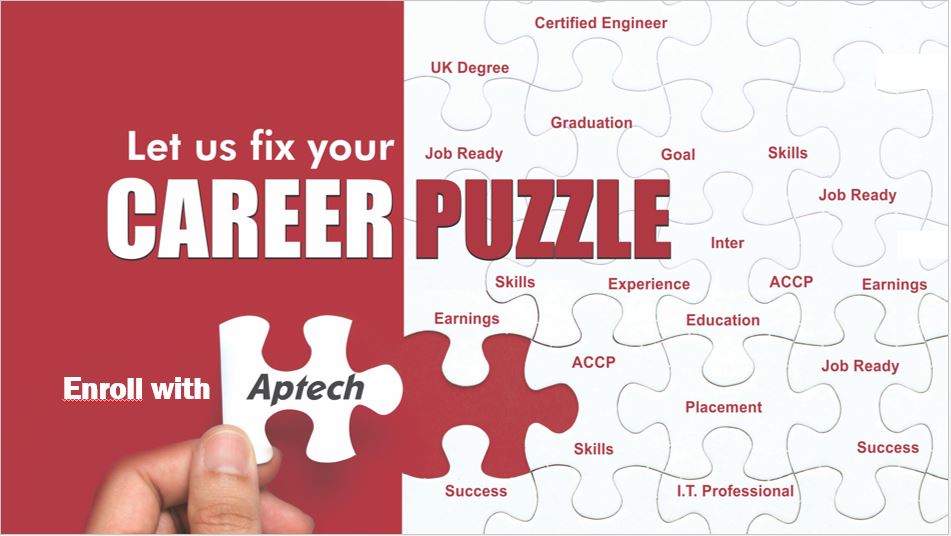 Certified Engineer
UK Degree
Graduation
Let us fix your
Job Ready
Goal
Skills
CAREER PUZZLE
Job Ready
Inter
Skills
Experience
ACCP
Earnings
Earnings
Education
ACCP
Job Ready
Enroll with Aptech
Placement
Skills
Success
Success
I.T. Professional